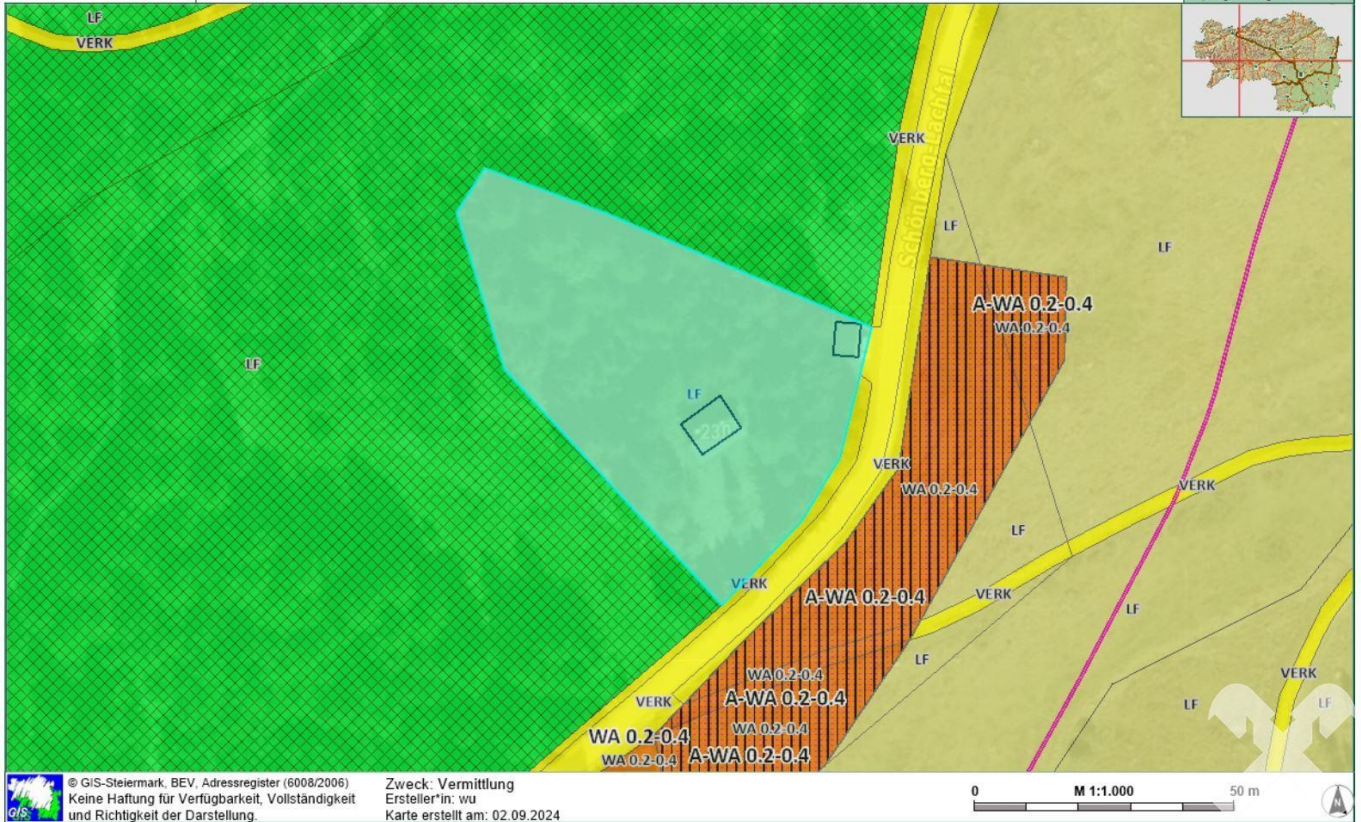 LF
VERK
VERK
Schönberg-Lachtal
LF
LF
A-WA 0.2-0.4
WA 0.2-0.4
LF
LF
VERK
WA 0.2-0.4
VERK
LF
VERK
A-WA 0.2-0.4
VERK
LF
LF
WA 0.2-0.4
VERK
VERK
A-WA 0.2-0.4
LF
LF
WA 0.2-0.4
WA 0.2-0.4
A-WA 0.2-0.4
WA 0.2-0.4
GIS
© GIS-Steiermark, BEV, Adressregister (6008/2006)
Keine Haftung für Verfügbarkeit, Vollständigkeit
und Richtigkeit der Darstellung.
Zweck: Vermittlung
Ersteller*in: wu
Karte erstellt am: 02.09.2024
0 M 1:1.000 50 m
N